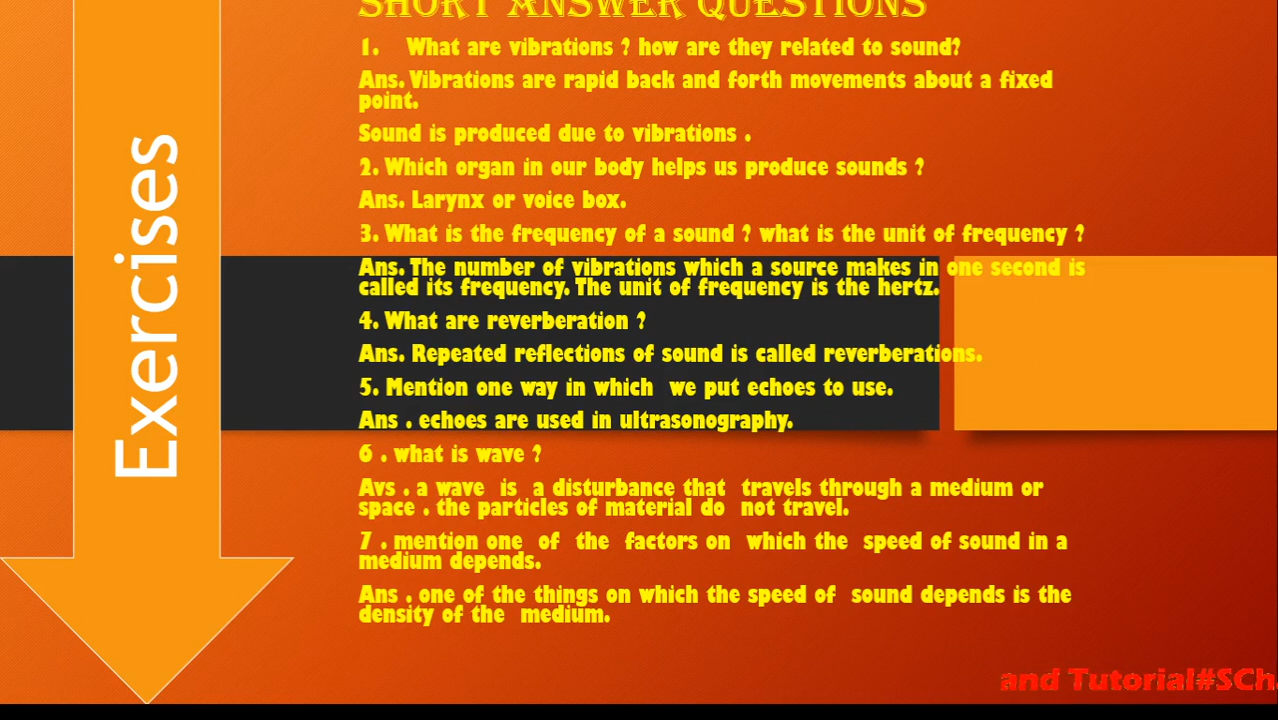 SHORT ANSWER QUESTIONS
1. What are vibrations ? how are they related to sound?
Ans. Vibrations are rapid back and forth movements about a fixed
point.
Sound is produced due to vibrations .
2. Which organ in our body helps us produce sounds ?
Ans. Larynx or voice box.
3. What is the frequency of a sound ? what is the unit of frequency ?
Ans. The number of vibrations which a source makes in one second is
called its frequency. The unit of frequency is the hertz.
4. What are reverberation ?
Ans. Repeated reflections of sound is called reverberations.
5. Mention one way in which we put echoes to use.
Ans . echoes are used in ultrasonography.
6 . what is wave ?
Avs . a wave is a disturbance that travels through a medium or
space . the particles of material do not travel.
7 . mention one of the factors on which the speed of sound in a
medium depends.
Ans . one of the things on which the speed of sound depends is the
density of the medium.
Exercises
and Tutorial#SCh